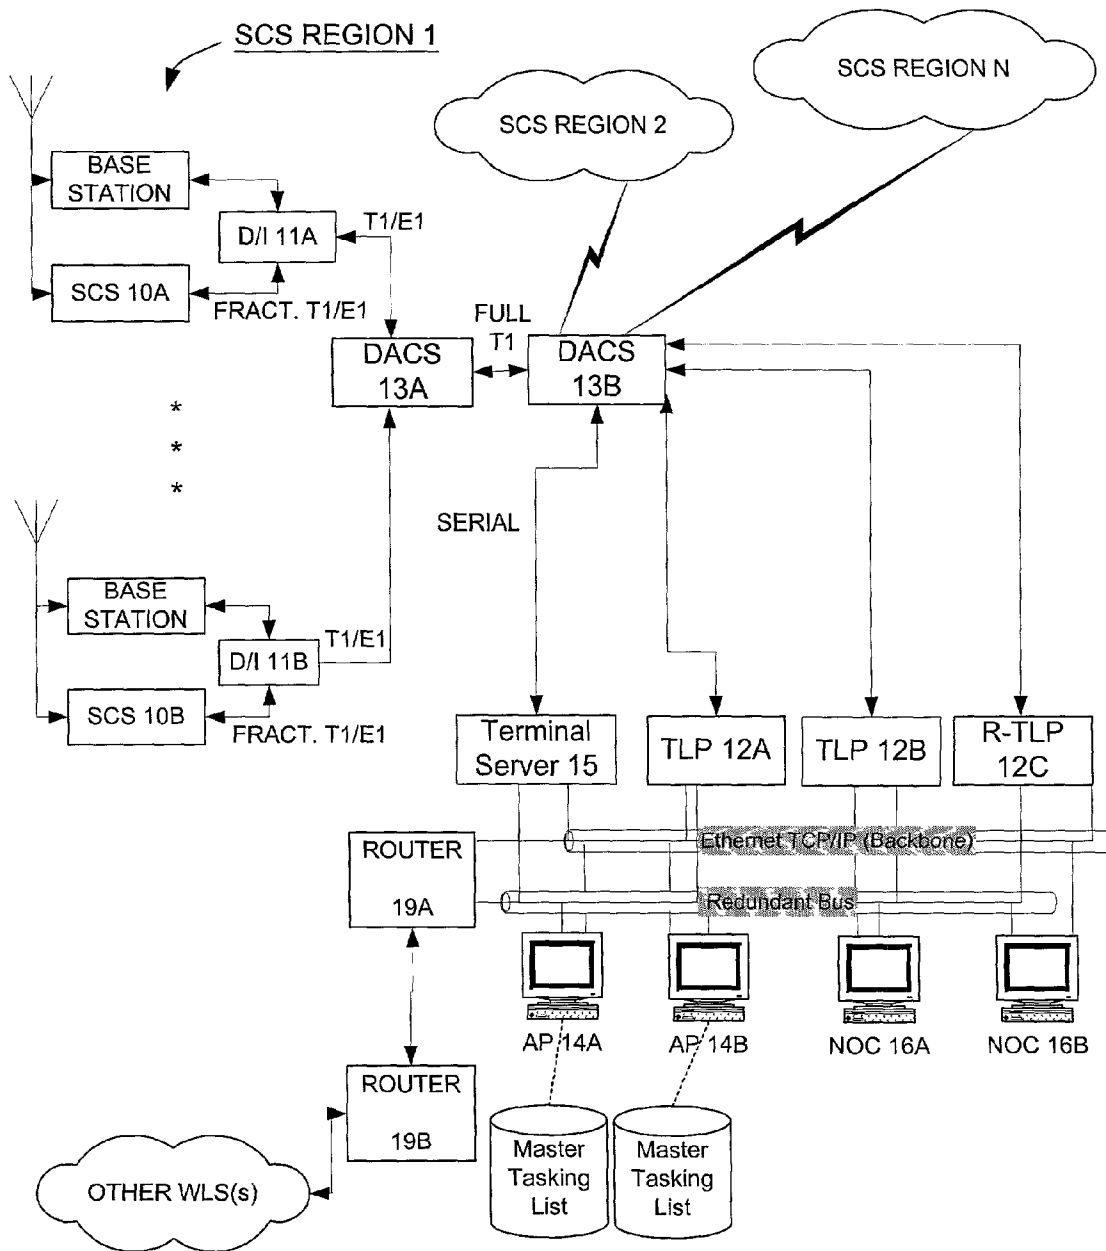 SCS REGION 1
SCS REGION 2
SCS REGION N
BASE
STATION
D/I 11A
T1/E1
SCS 10A
FRACT. T1/E1
FULL
T1
DACS
13A
DACS
13B
*
*
*
SERIAL
BASE
STATION
D/I 11B
T1/E1
SCS 10B
FRACT. T1/E1
Terminal
Server 15
TLP 12A
TLP 12B
R-TLP
12C
Ethernet TCP/IP (Backbone)
ROUTER
19A
Redundant Bus
AP 14A
AP 14B
NOC 16A
NOC 16B
ROUTER
19B
Master
Tasking
List
Master
Tasking
List
OTHER WLS(s)